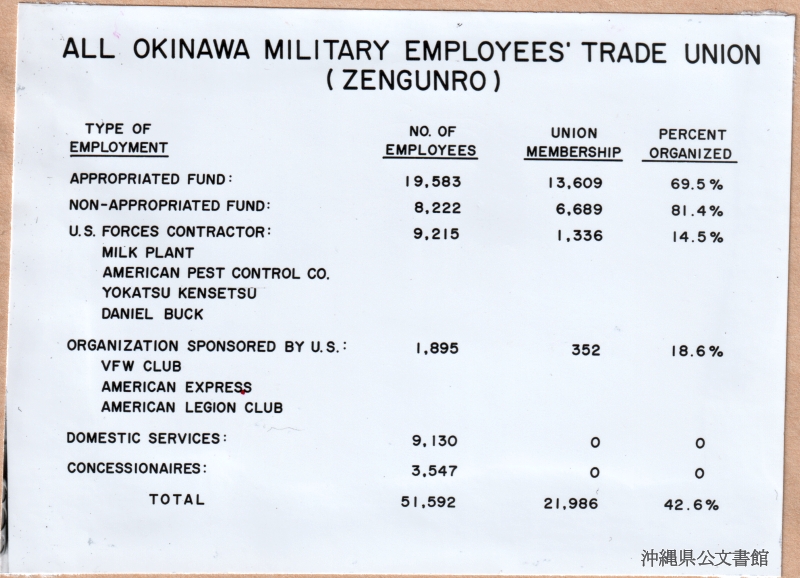 ALL OKINAWA MILITARY EMPLOYEES' TRADE UNION
(ZENGUNRO)
TYPE OF EMPLOYMENT NO. OF EMPLOYEES UNION MEMBERSHIP PERCENT ORGANIZED
APPROPRIATED FUND: 19,583 13,609 69.5%
NON-APPROPRIATED FUND: 8,222 6,689 81.4%
U.S. FORCES CONTRACTOR: 9,215 1,336 14.5%
MILK PLANT
AMERICAN PEST CONTROL CO.
YOKATSU KENSETSU
DANIEL BUCK
ORGANIZATION SPONSORED BY U.S.: 1,895 352 18.6%
VFW CLUB
AMERICAN EXPRESS
AMERICAN LEGION CLUB
DOMESTIC SERVICES: 9,130 0 0
CONCESSIONAIRES: 3,547 0 0
TOTAL 51,592 21,986 42.6%
沖縄県公文書館